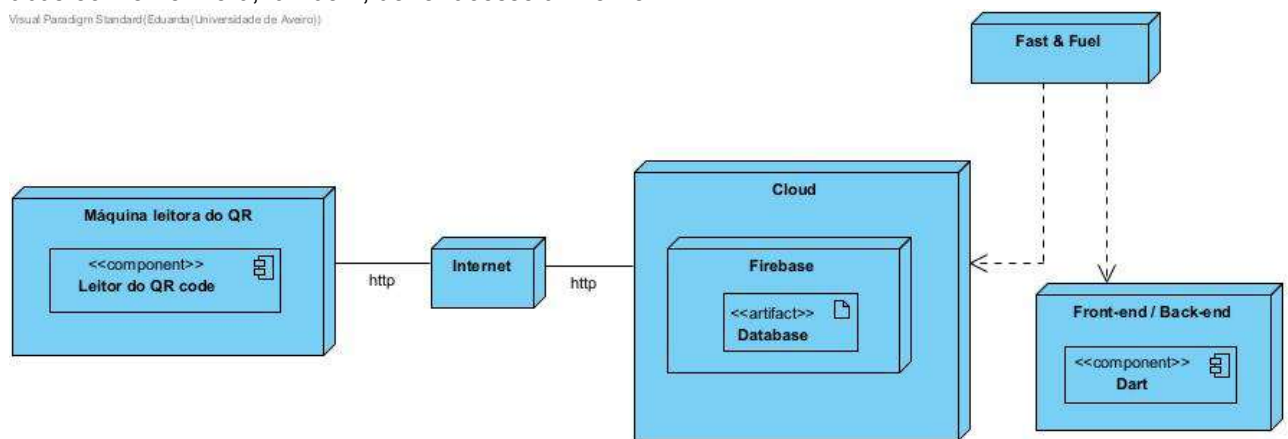 Visual Paradigm Standard(Eduarda(Universidade de Aveiro))
Fast & Fuel
Cloud
Máquina leitora do QR
<<component>>
Leitor do QR code
http
Internet
http
Firebase
<<artifact>>
Database
Front-end / Back-end
<<component>>
Dart